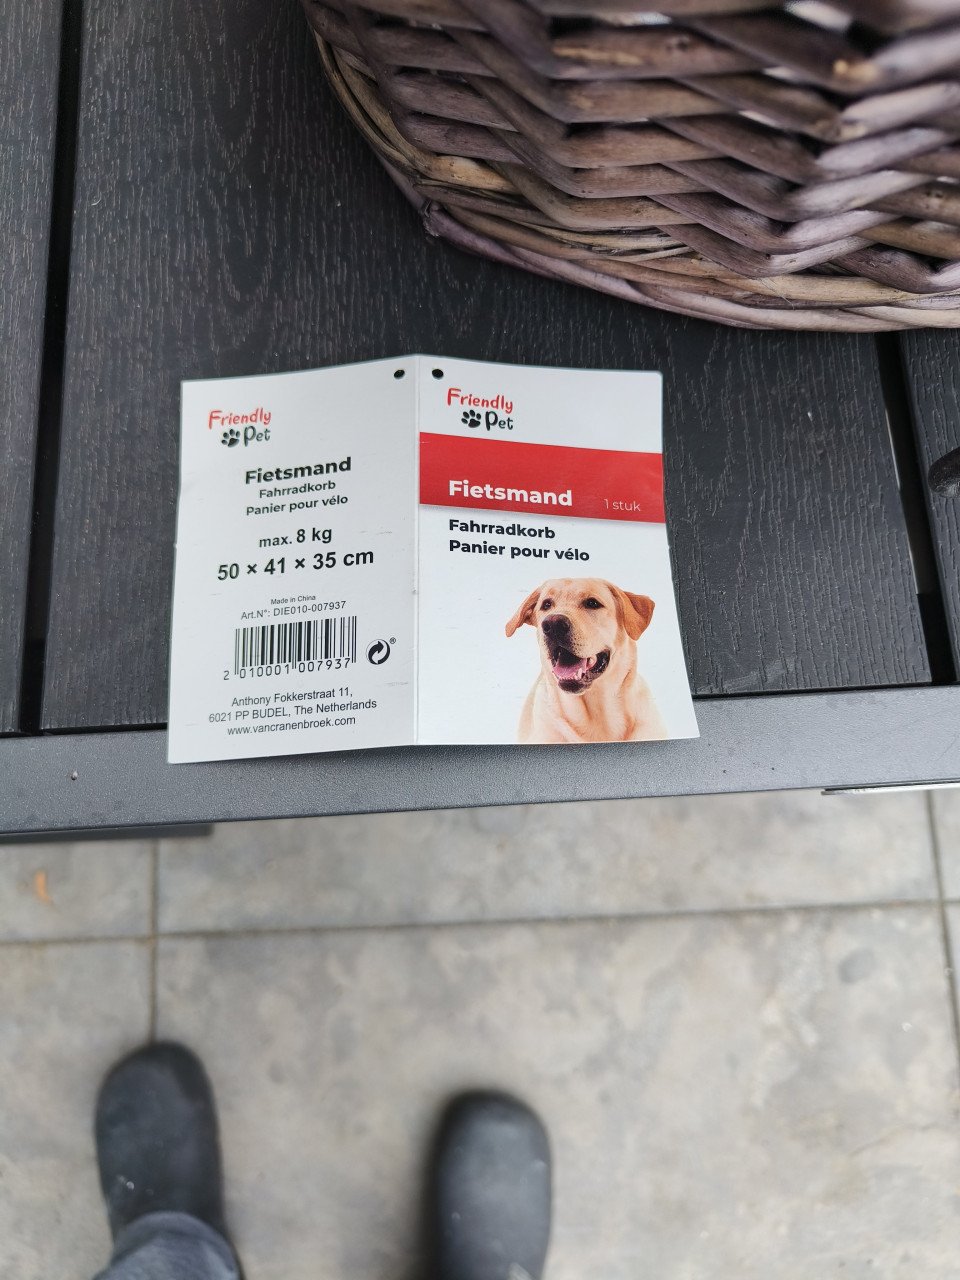 Friendly
Pet
Fietsmand
Fahrradkorb
Panier pour vélo
max. 8 kg
50 × 41 × 35 cm
Made in China
Art.N°: DIE010-007937
2 010001 007937
®
Anthony Fokkerstraat 11,
6021 PP BUDEL, The Netherlands
www.vancranenbroek.com
Friendly
Pet
Fietsmand 1 stuk
Fahrradkorb
Panier pour vélo